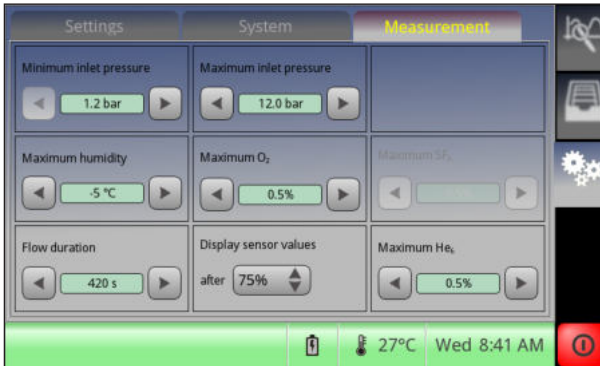 Settings System Measurement
Minimum inlet pressure Maximum inlet pressure
1.2 bar 12.0 bar
Maximum humidity Maximum O₂ Maximum SF₆
-5 °C 0.5%
Flow duration Display sensor values Maximum Heₖ
420 s after 75% 0.5%
27°C Wed 8:41 AM